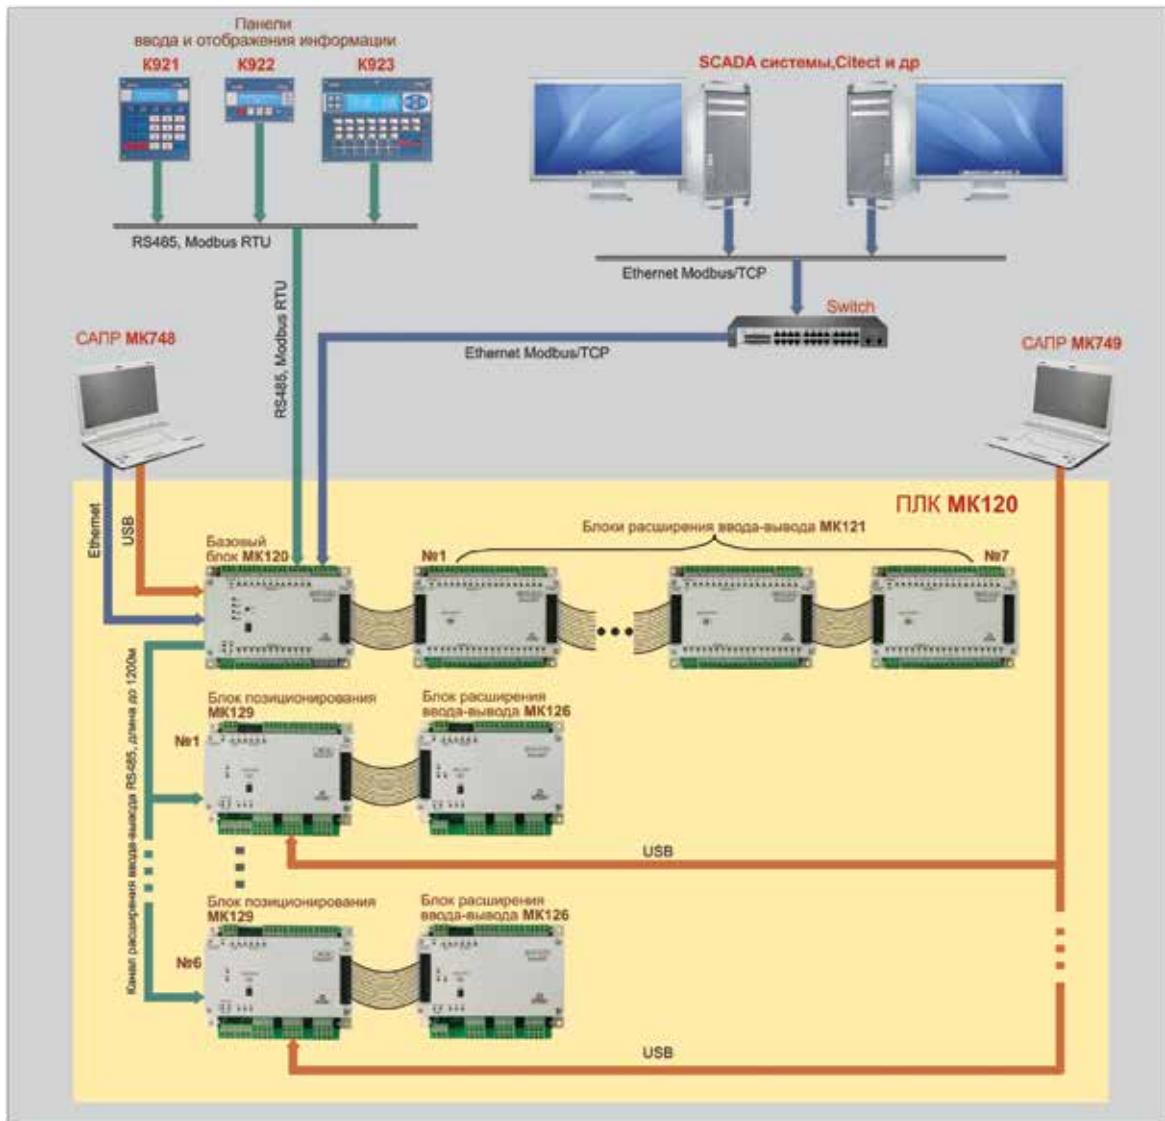 Панели
ввода и отображения информации
К921
К922
К923
SCADA системы,Citect и др
RS485, Modbus RTU
Ethernet Modbus/TCP
Switch
RS485, Modbus RTU
Ethernet Modbus/TCP
САПР МК748
САПР МК749
Ethernet
USB
ПЛК МК120
Блоки расширения ввода-вывода МК121
Базовый
блок МК120
№1
№7
Канал расширения ввода-вывода RS485, длина до 1200м
Блок позиционирования
МК129
Блок расширения
ввода-вывода МК126
№1
USB
Блок позиционирования
МК129
Блок расширения
ввода-вывода МК126
№6
USB